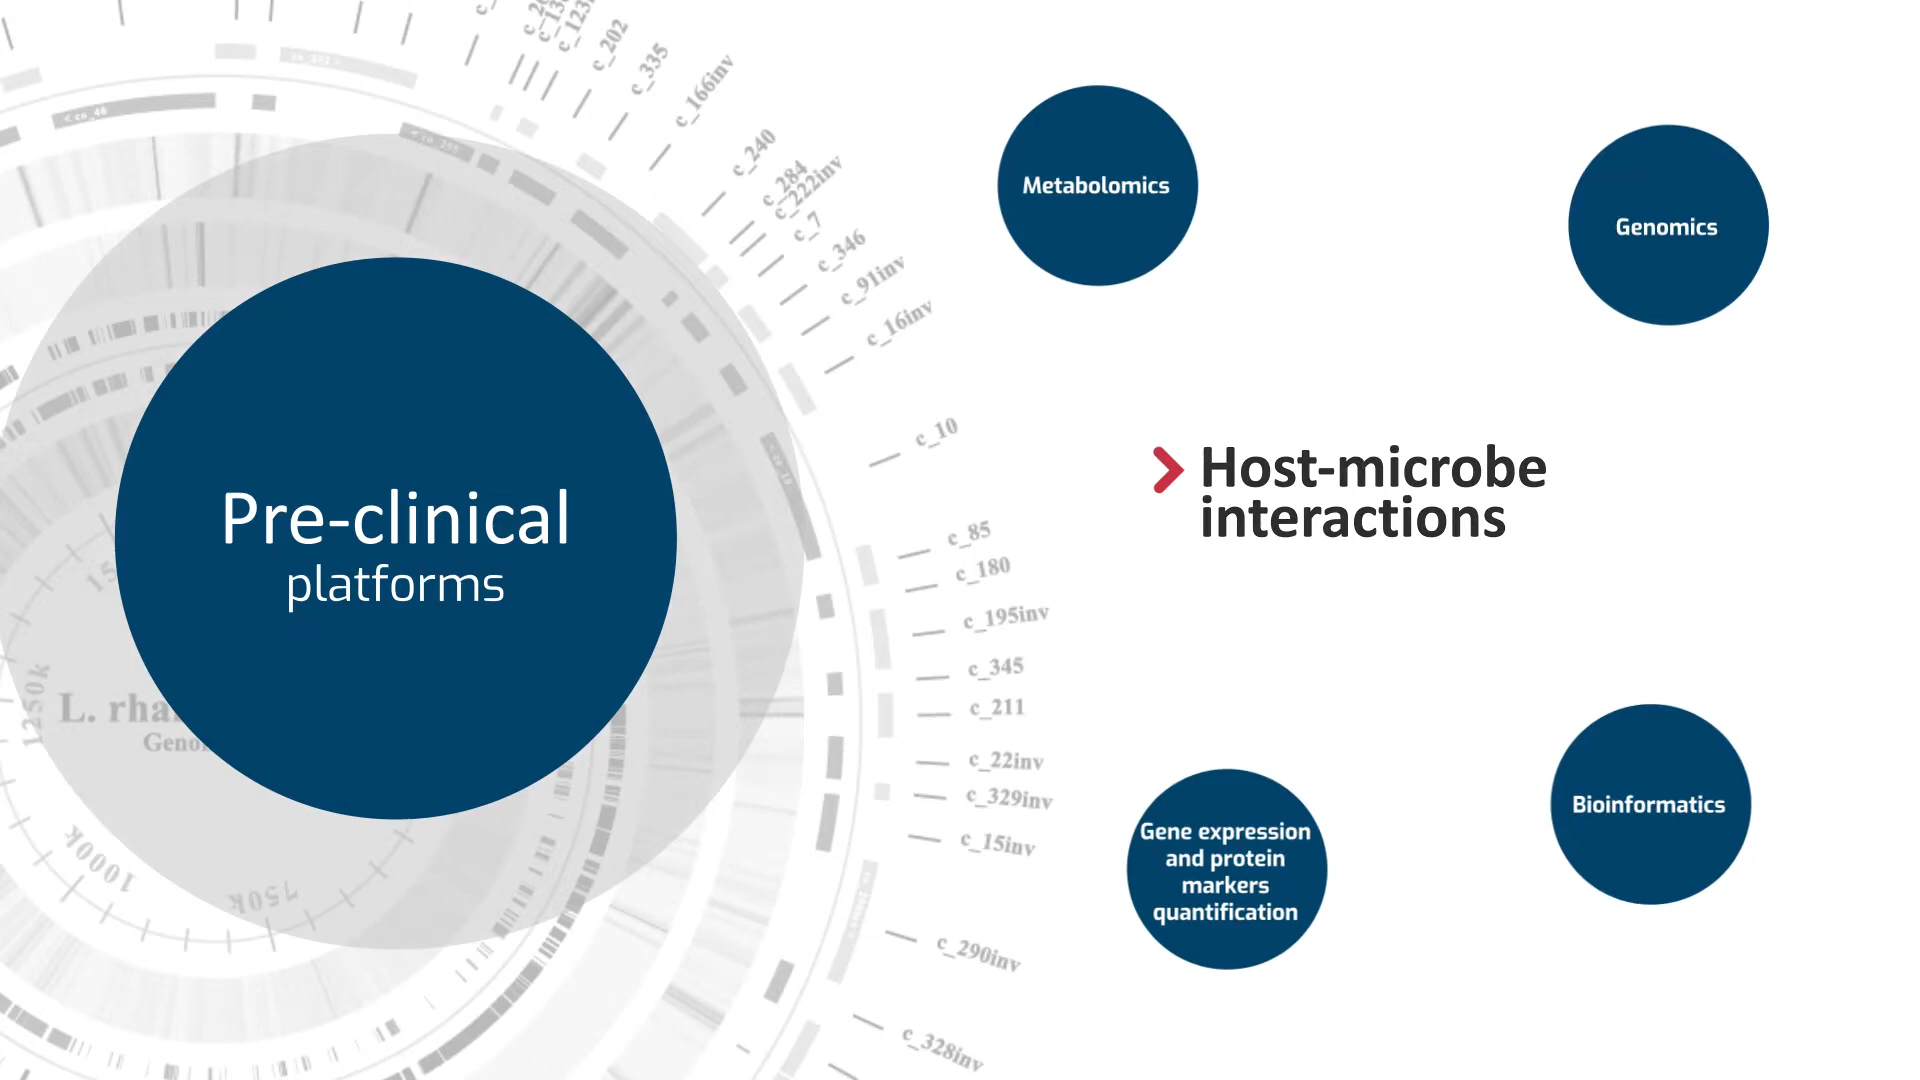 Pre-clinical
platforms
Metabolomics
Genomics
Host-microbe
interactions
Gene expression
and protein
markers
quantification
Bioinformatics
c_202
c_335
c_166inv
c_240
c_284
c_222inv
c_7
c_346
c_91inv
c_16inv
c_10
c_85
c_180
c_195inv
c_345
c_211
c_22inv
c_329inv
c_15inv
c_290inv
c_328inv
1250k
1000k
750k
L. rha
Geno